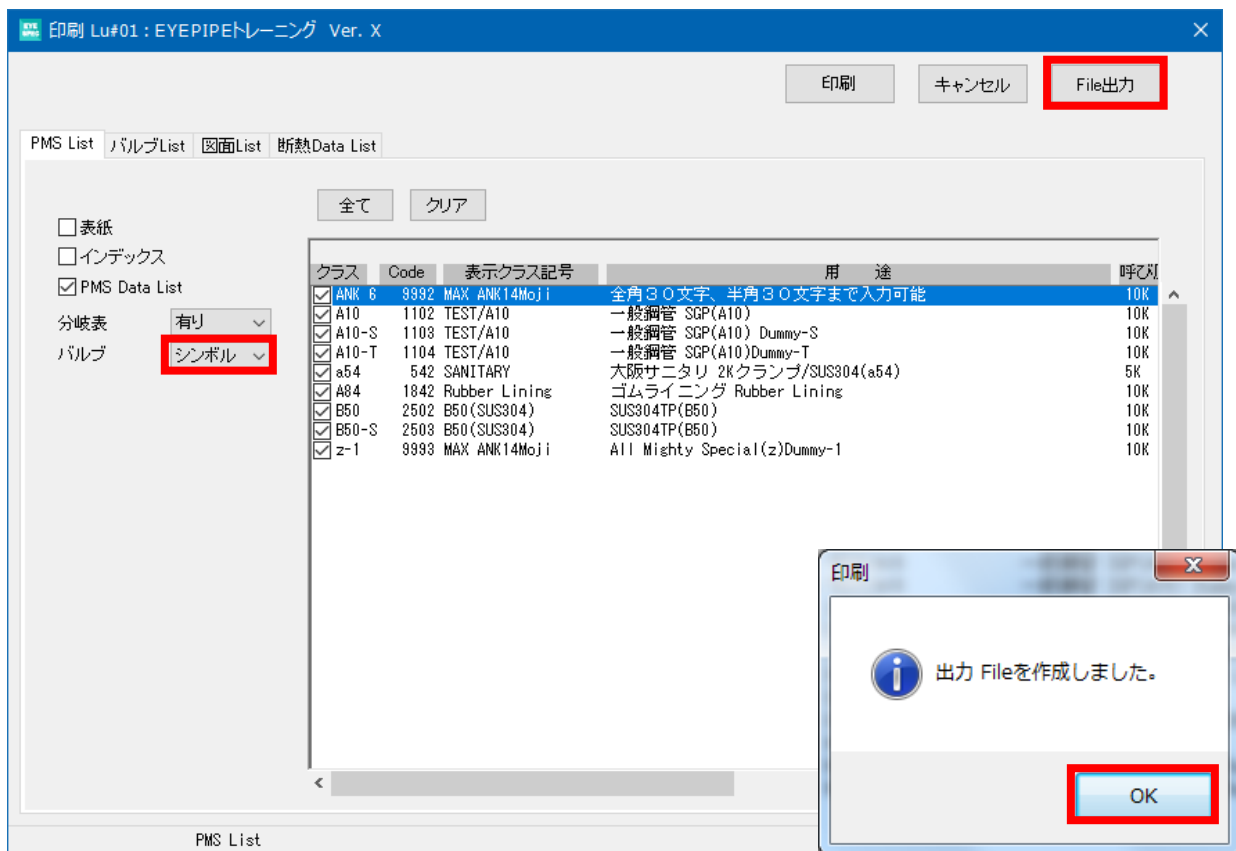 印刷 Lu#01 : EYEPIPEトレーニング Ver. X
印刷 キャンセル File出力
PMS List バルブList 図面List 断熱Data List
全て クリア
表紙
インデックス
PMS Data List
分岐表 有り
バルブ シンボル
クラス Code 表示クラス記号 用 途 呼び
ANK 6 9992 MAX ANK14Moji 全角３０文字、半角３０文字まで入力可能 10K
A10 1102 TEST/A10 一般鋼管 SGP(A10) 10K
A10-S 1103 TEST/A10 一般鋼管 SGP(A10) Dummy-S 10K
A10-T 1104 TEST/A10 一般鋼管 SGP(A10)Dummy-T 10K
a54 542 SANITARY 大阪サニタリ 2Kクランプ/SUS304(a54) 5K
A84 1842 Rubber Lining ゴムライニング Rubber Lining 10K
B50 2502 B50(SUS304) SUS304TP(B50) 10K
B50-S 2503 B50(SUS304) SUS304TP(B50) 10K
z-1 9993 MAX ANK14Moji All Mighty Special(z)Dummy-1 10K
印刷
出力 Fileを作成しました。
OK
PMS List